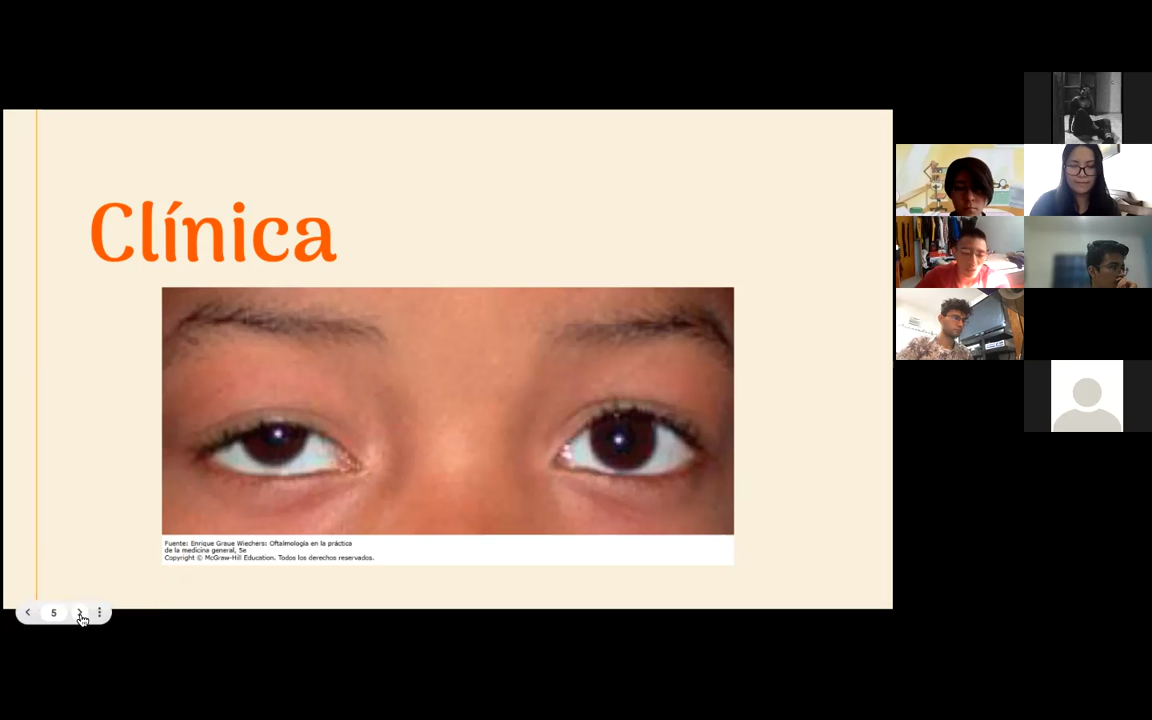 Clínica
Fuente: Enrique Graue Wiechers: Oftalmología en la práctica
de la medicina general, 5e
Copyright © McGraw-Hill Education. Todos los derechos reservados.
5